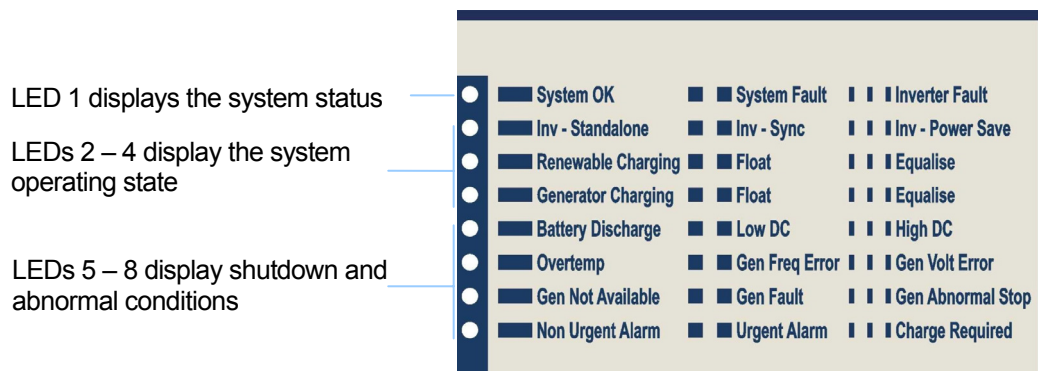 LED 1 displays the system status
LEDs 2 – 4 display the system
operating state
LEDs 5 – 8 display shutdown and
abnormal conditions
System OK System Fault Inverter Fault
Inv - Standalone Inv - Sync Inv - Power Save
Renewable Charging Float Equalise
Generator Charging Float Equalise
Battery Discharge Low DC High DC
Overtemp Gen Freq Error Gen Volt Error
Gen Not Available Gen Fault Gen Abnormal Stop
Non Urgent Alarm Urgent Alarm Charge Required